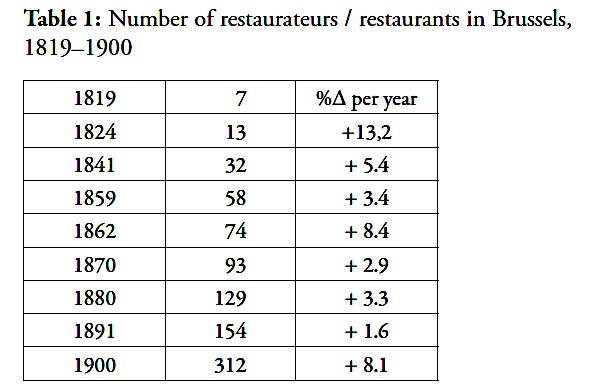 Table 1: Number of restaurateurs / restaurants in Brussels,
1819–1900
1819 7 %Δ per year
1824 13 +13,2
1841 32 + 5.4
1859 58 + 3.4
1862 74 + 8.4
1870 93 + 2.9
1880 129 + 3.3
1891 154 + 1.6
1900 312 + 8.1